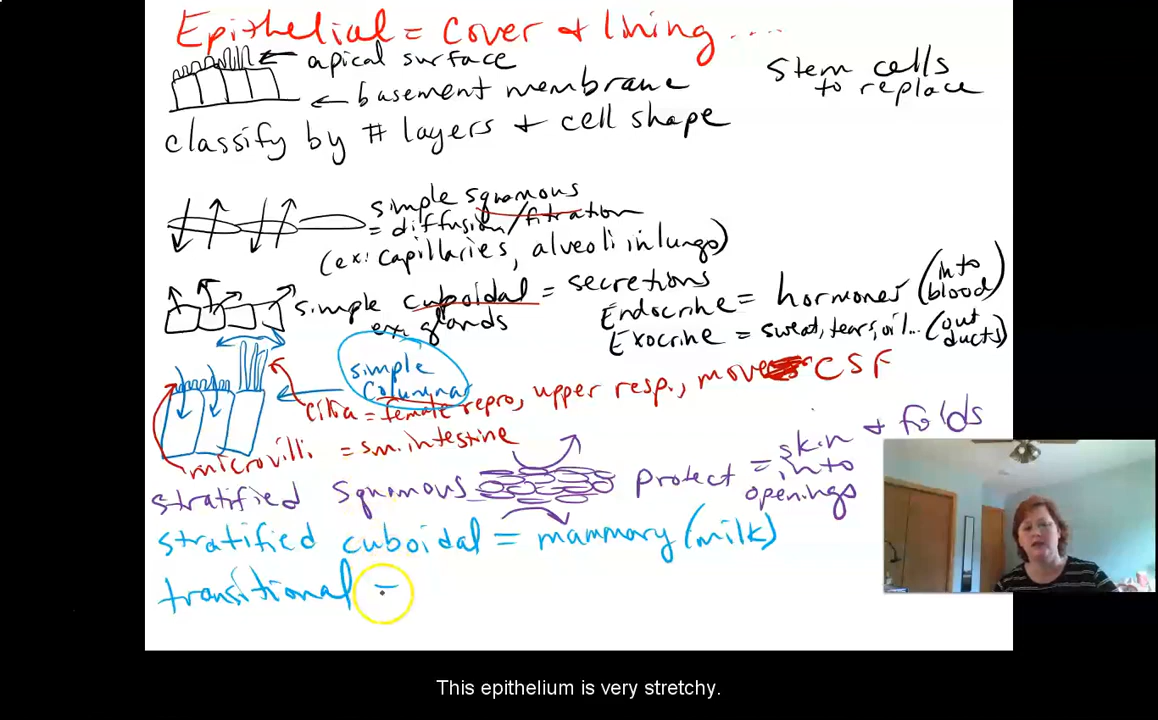 Epithelial = cover + lining ....
← apical surface
stem cells
to replace
← basement membrane
classify by # layers + cell shape
simple squamous
= diffusion/fitration
(ex: capillaries, alveoli in lungs)
simple cuboidal = secretions
ex: glands
Endocrine = hormones (into blood)
Exocrine = sweat, tears, oil... (out ducts)
simple
columnar
cilia = female repro, upper resp., move CSF
microvilli = sm. intestine
stratified squamous protect = skin + folds
into
openings
stratified cuboidal = mammary (milk)
transitional =
This epithelium is very stretchy.